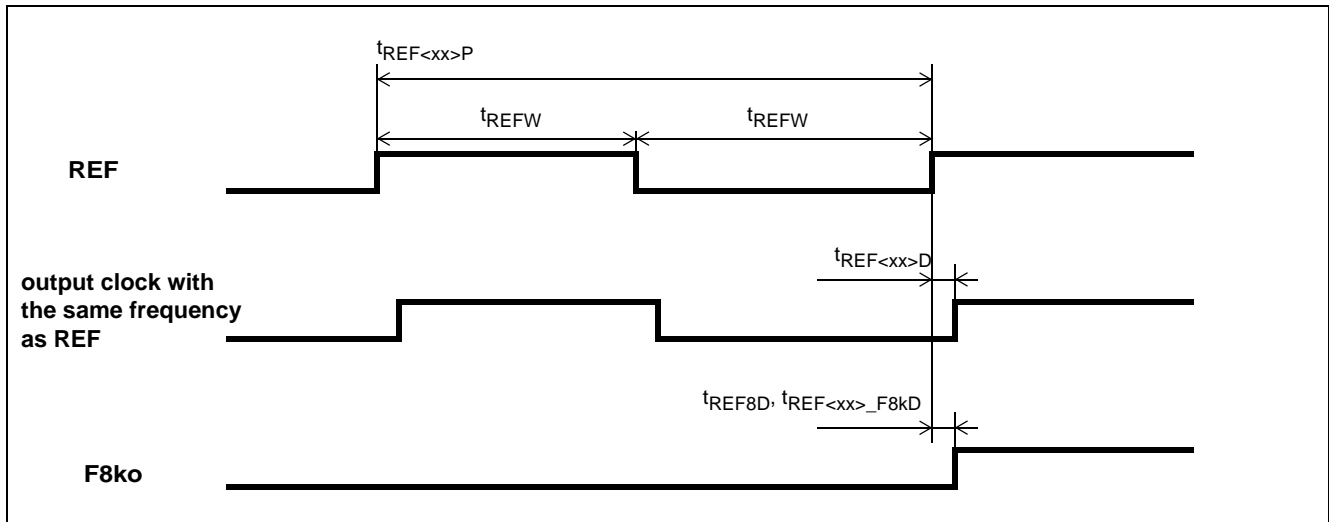 tREF<xx>P
tREFW
tREFW
REF
tREF<xx>D
output clock with
the same frequency
as REF
tREF8D, tREF<xx>_F8kD
F8ko